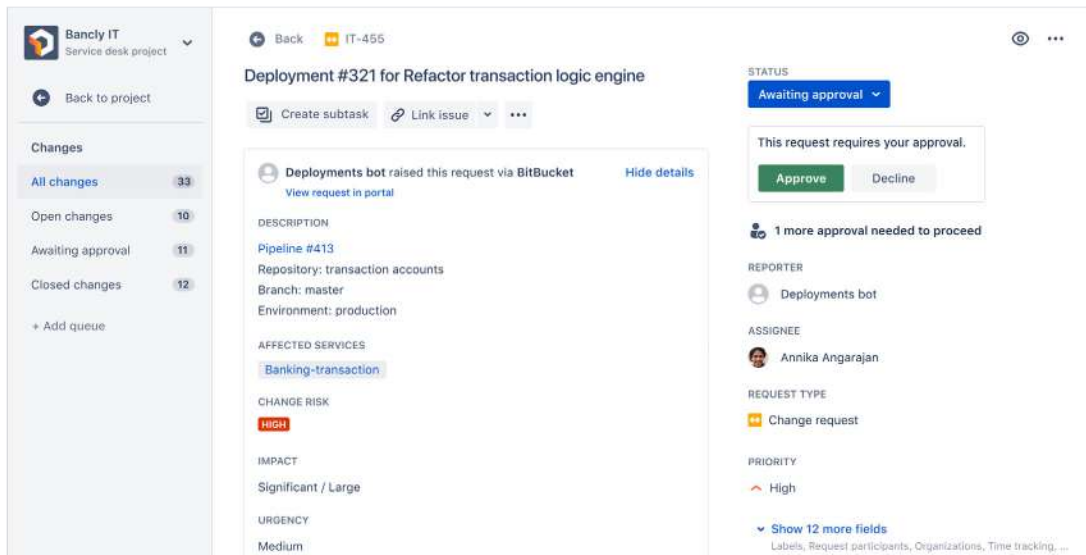 Bancly IT
Service desk project
Back to project
Changes
All changes 33
Open changes 10
Awaiting approval 11
Closed changes 12
+ Add queue
Back IT-455
Deployment #321 for Refactor transaction logic engine
Create subtask Link issue
Deployments bot raised this request via BitBucket Hide details
View request in portal
DESCRIPTION
Pipeline #413
Repository: transaction accounts
Branch: master
Environment: production
AFFECTED SERVICES
Banking-transaction
CHANGE RISK
HIGH
IMPACT
Significant / Large
URGENCY
Medium
STATUS
Awaiting approval
This request requires your approval.
Approve Decline
1 more approval needed to proceed
REPORTER
Deployments bot
ASSIGNEE
Annika Angarajan
REQUEST TYPE
Change request
PRIORITY
High
Show 12 more fields
Labels, Request participants, Organizations, Time tracking, ...